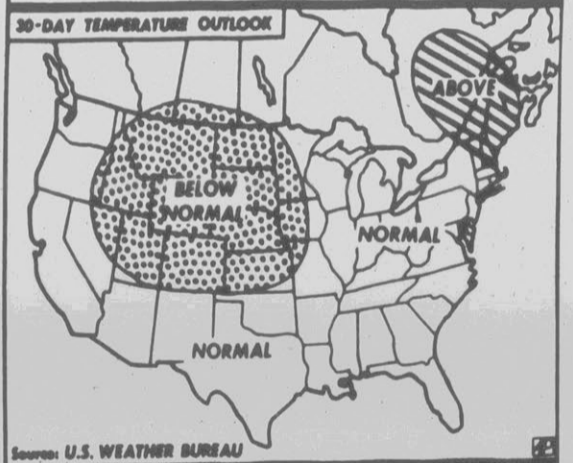 30-DAY TEMPERATURE OUTLOOK
ABOVE
BELOW
NORMAL
NORMAL
NORMAL
Source: U.S. WEATHER BUREAU